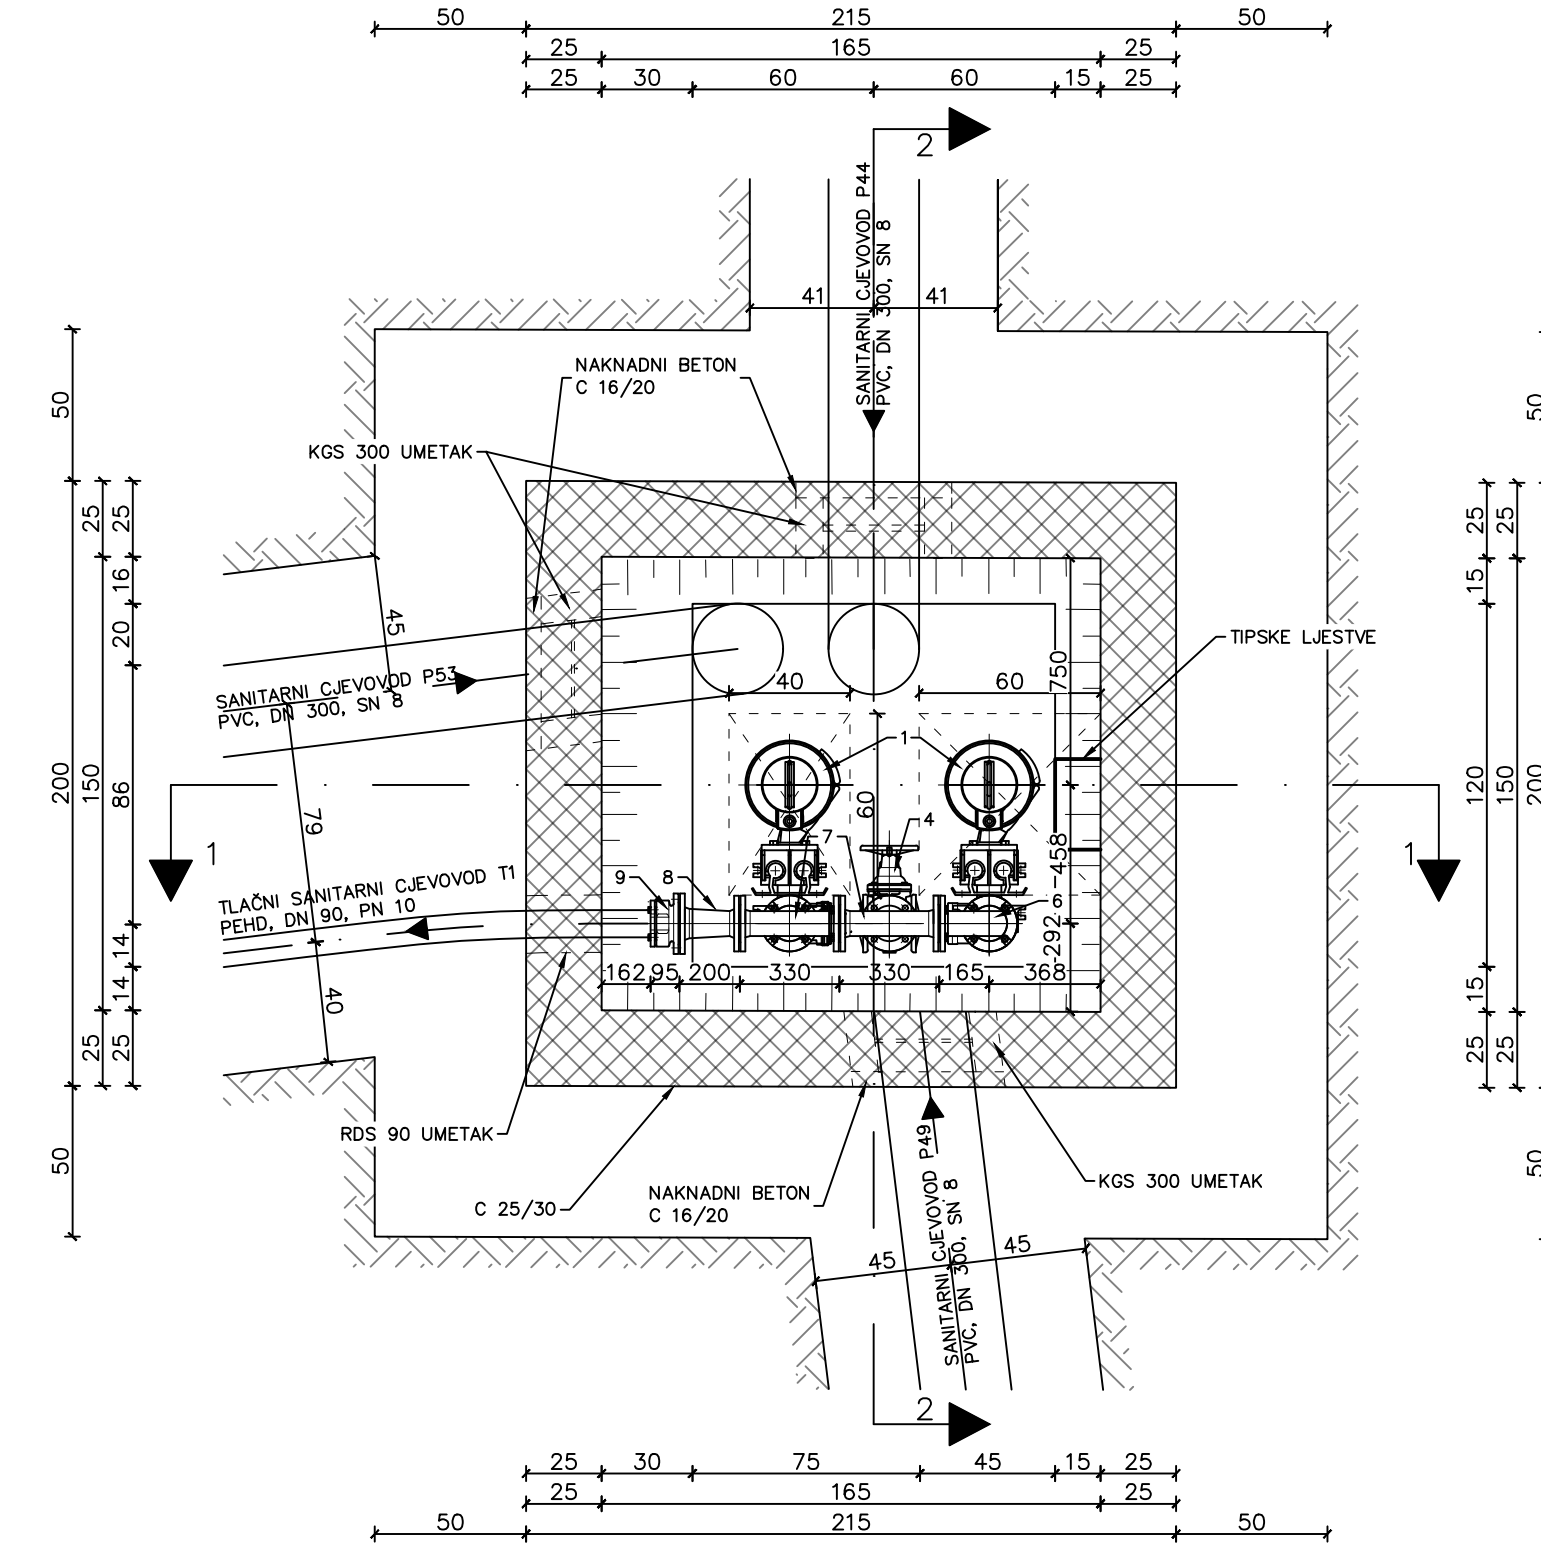 50 215 50
25 165 25
25 30 60 60 15 25
2
SANITARNI CJEVOVOD P44
PVC, DN 300, SN 8
41 41
NAKNADNI BETON
C 16/20
KGS 300 UMETAK
50
25 25
16
20
45
200 150 86
SANITARNI CJEVOVOD P53
PVC, DN 300, SN 8
79
40 60
750
TIPSKE LJESTVE
50
25 25
15
120 150 200
1
60
4
7
458
1
1
9 8
6
292
TLAČNI SANITARNI CJEVOVOD T1
PEHD, DN 90, PN 10
14
14
40
162 95 200 330 330 165 368
15
25 25
25 25
50
RDS 90 UMETAK
C 25/30
NAKNADNI BETON
C 16/20
KGS 300 UMETAK
50
SANITARNI CJEVOVOD P49
PVC, DN 300, SN 8
45 45
2
25 30 75 45 15 25
25 165 25
50 215 50